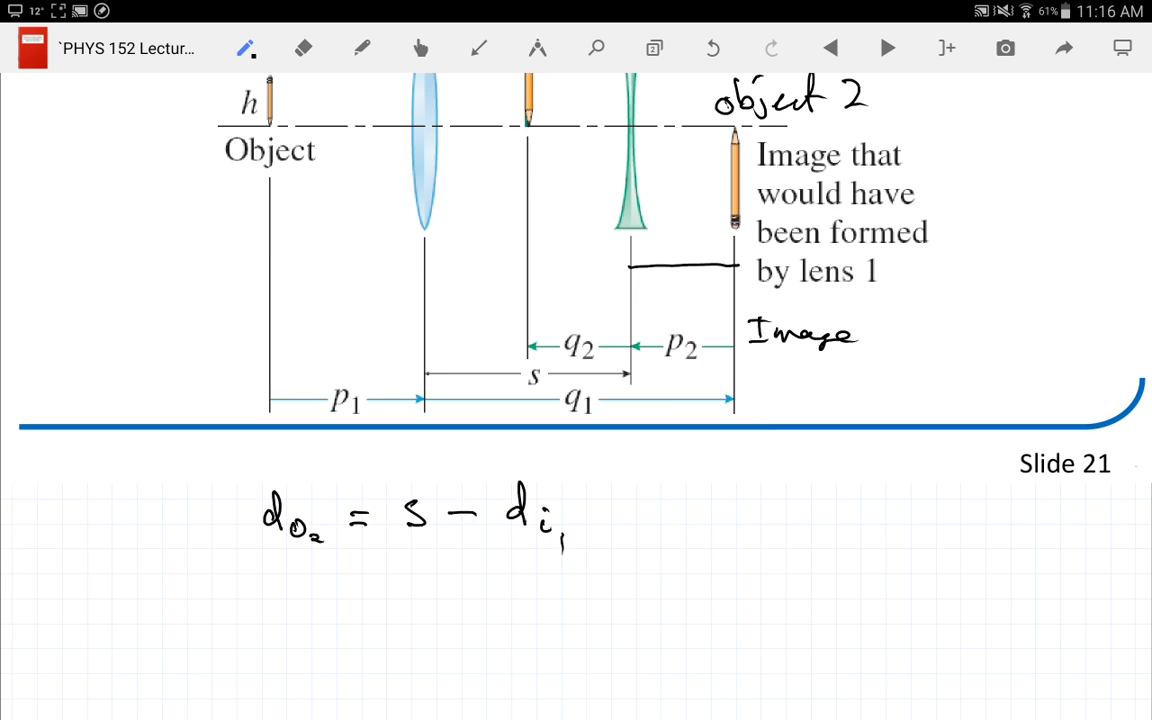 12°
61% 11:16 AM
`PHYS 152 Lectur...
2
h
object 2
Object
Image that
would have
been formed
by lens 1
Image
q2
p2
s
p1
q1
Slide 21
do2 = s - di1